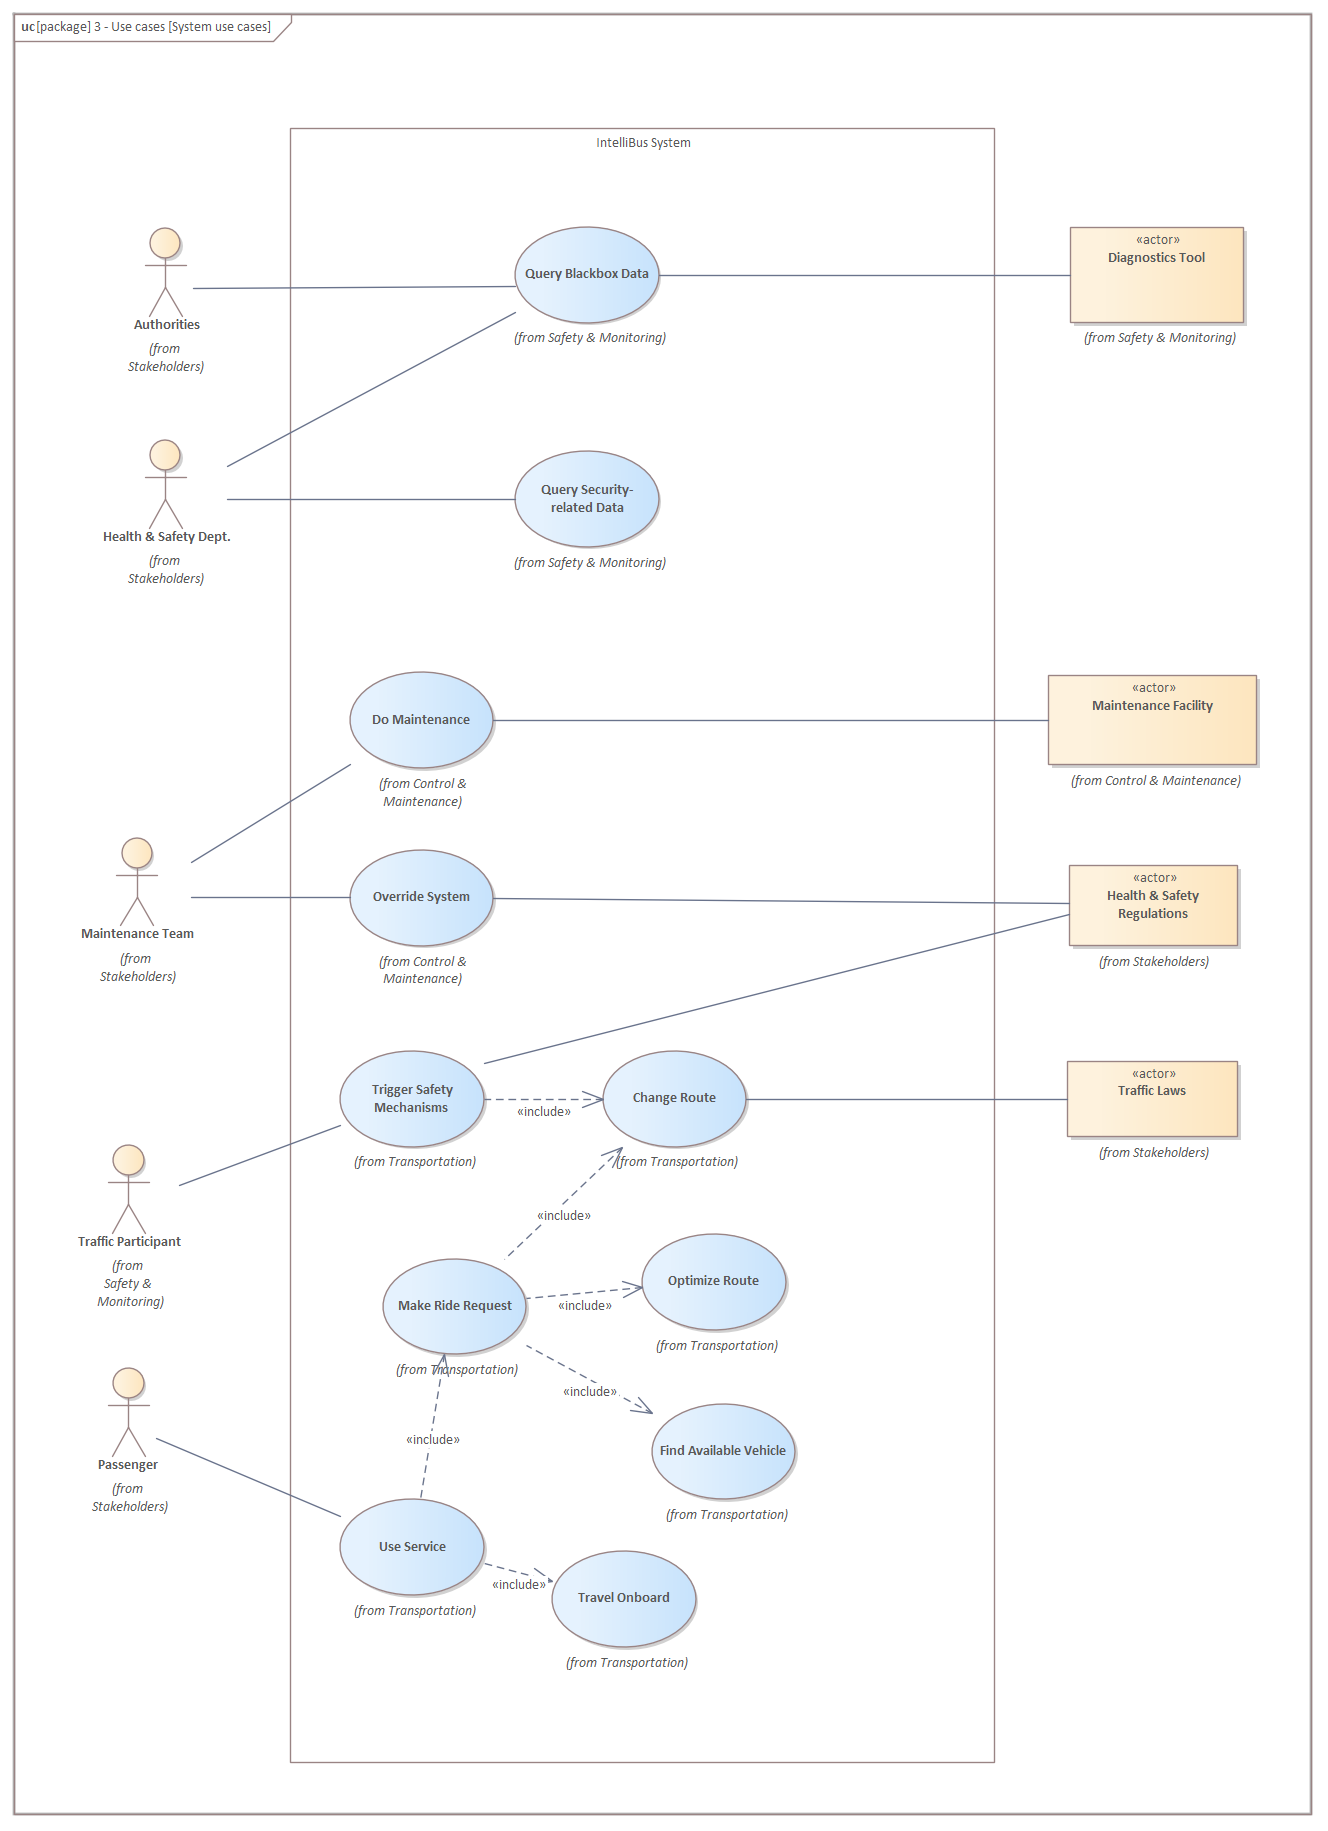 uc [package] 3 - Use cases [System use cases]
IntelliBus System
Authorities
(from
Stakeholders)
Query Blackbox Data
(from Safety & Monitoring)
«actor»
Diagnostics Tool
(from Safety & Monitoring)
Health & Safety Dept.
(from
Stakeholders)
Query Security-
related Data
(from Safety & Monitoring)
Do Maintenance
(from Control &
Maintenance)
«actor»
Maintenance Facility
(from Control & Maintenance)
Maintenance Team
(from
Stakeholders)
Override System
(from Control &
Maintenance)
«actor»
Health & Safety
Regulations
(from Stakeholders)
Trigger Safety
Mechanisms
(from Transportation)
«include»
Change Route
(from Transportation)
«actor»
Traffic Laws
(from Stakeholders)
Traffic Participant
(from
Safety &
Monitoring)
«include»
Make Ride Request
(from Transportation)
«include»
Optimize Route
(from Transportation)
«include»
Find Available Vehicle
(from Transportation)
Passenger
(from
Stakeholders)
«include»
Use Service
(from Transportation)
«include»
Travel Onboard
(from Transportation)